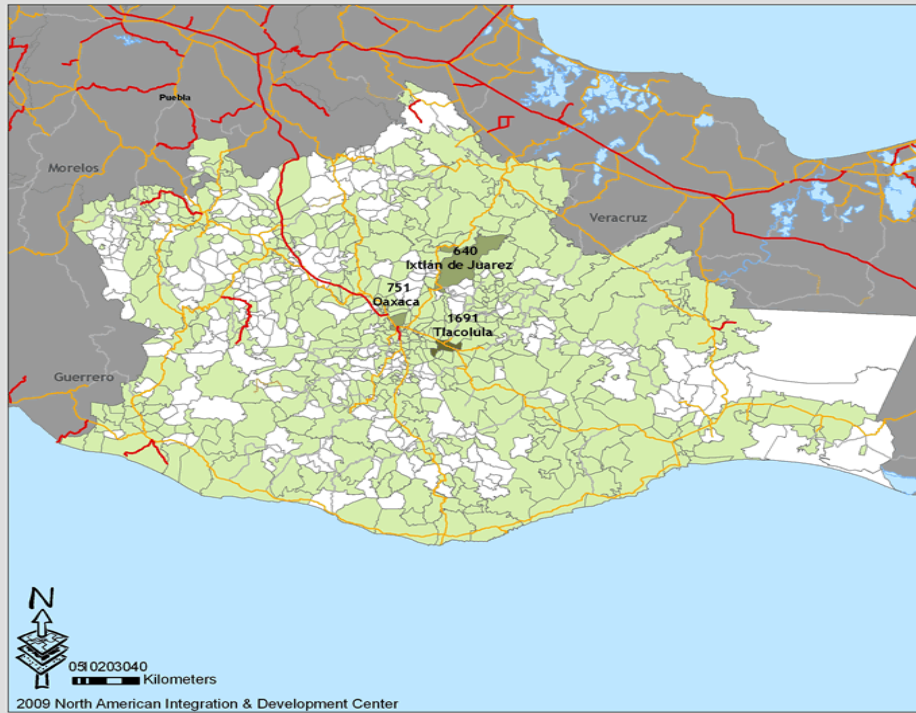 Puebla
Morelos
Veracruz
640
Ixtlán de Juarez
751
Oaxaca
1691
Tlacolula
Guerrero
N
0510203040
Kilometers
2009 North American Integration & Development Center